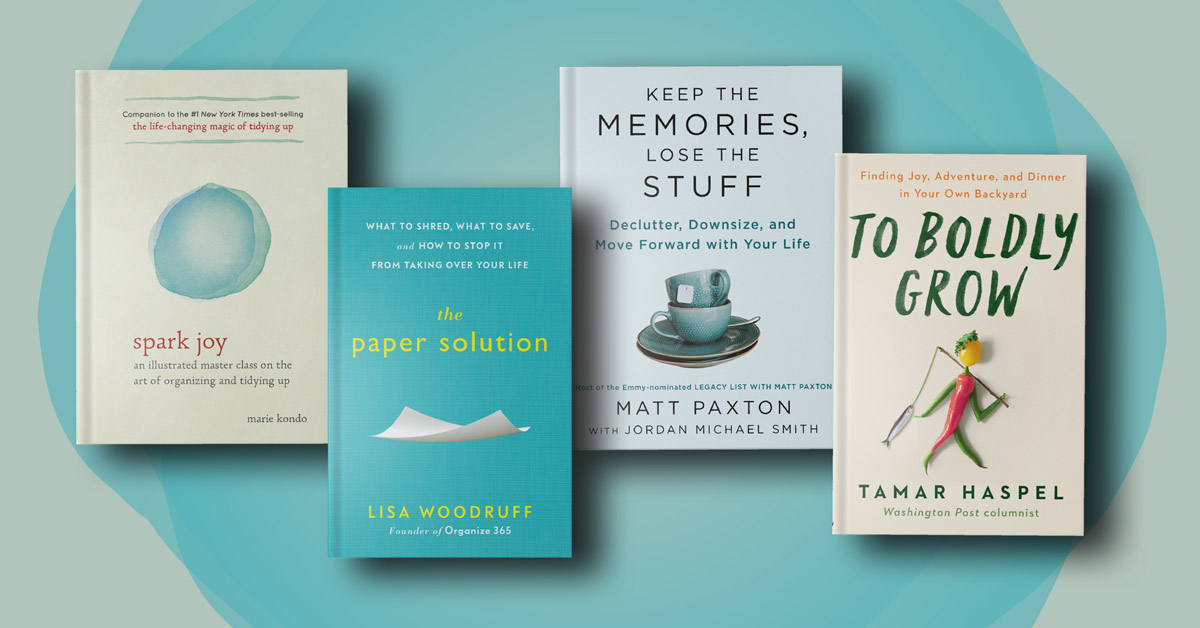 Companion to the #1 New York Times best-selling
the life-changing magic of tidying up
spark joy
an illustrated master class on the
art of organizing and tidying up
marie kondo
WHAT TO SHRED, WHAT TO SAVE,
and HOW TO STOP IT
FROM TAKING OVER YOUR LIFE
the
paper solution
LISA WOODRUFF
Founder of Organize 365
KEEP THE
MEMORIES,
LOSE THE
STUFF
Declutter, Downsize, and
Move Forward with Your Life
Host of the Emmy-nominated LEGACY LIST WITH MATT PAXTON
MATT PAXTON
WITH JORDAN MICHAEL SMITH
Finding Joy, Adventure, and Dinner
in Your Own Backyard
TO BOLDLY
GROW
TAMAR HASPEL
Washington Post columnist